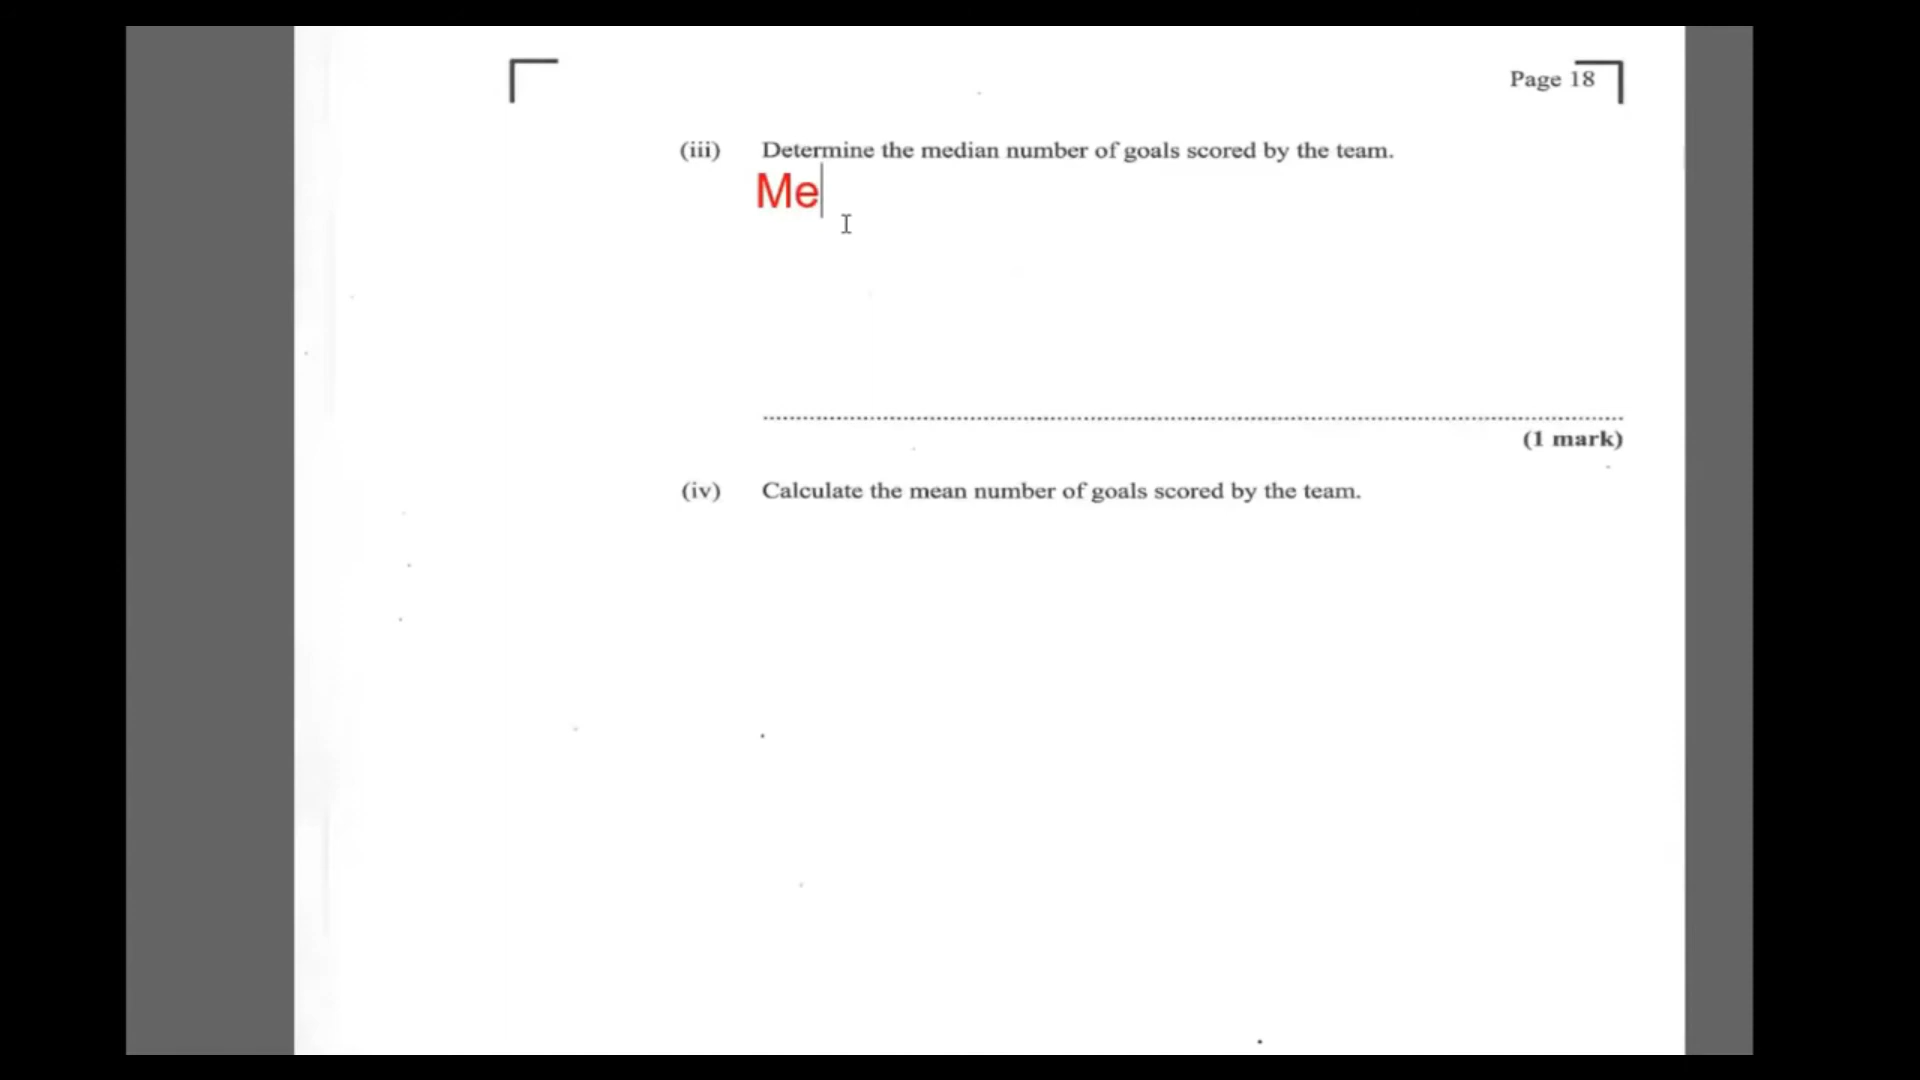 Page 18
(iii) Determine the median number of goals scored by the team.
Me
(1 mark)
(iv) Calculate the mean number of goals scored by the team.